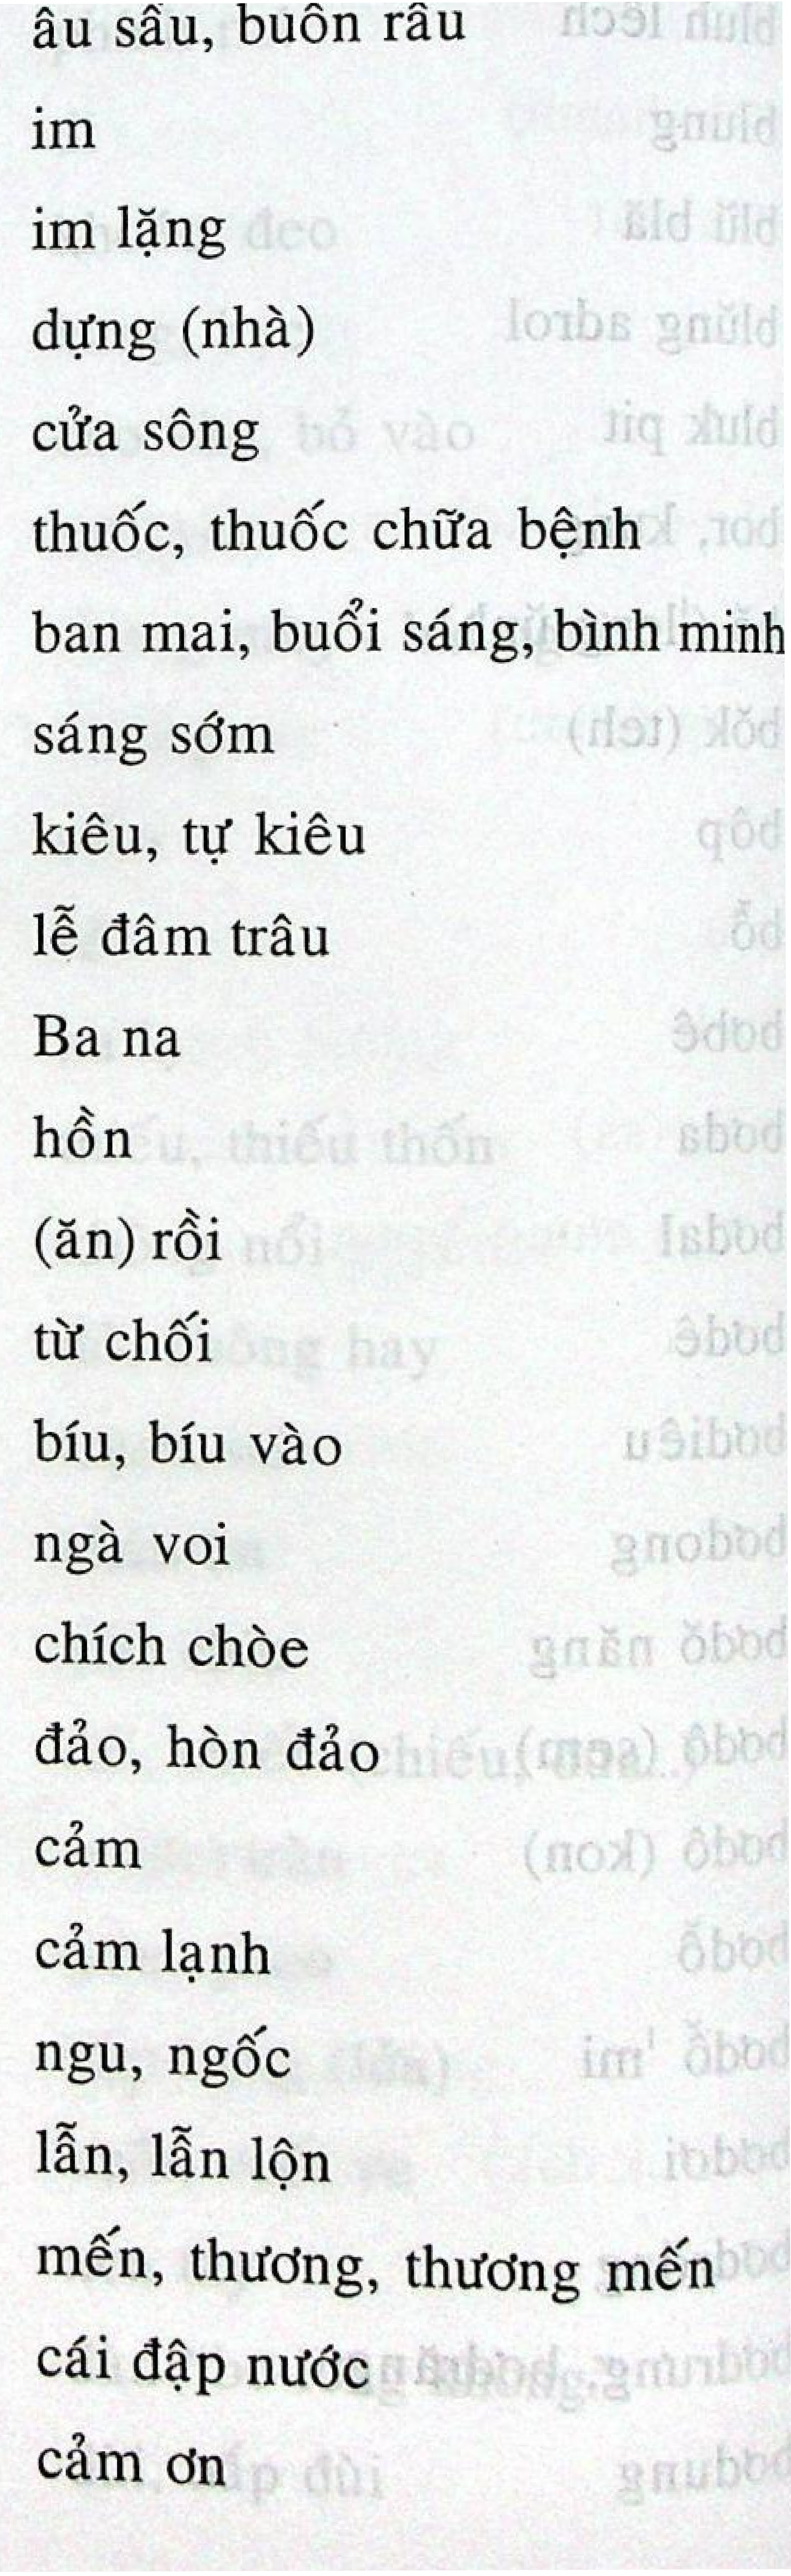 âu sầu, buồn rầu
im
im lặng
dựng (nhà)
cửa sông
thuốc, thuốc chữa bệnh
ban mai, buổi sáng, bình minh
sáng sớm
kiêu, tự kiêu
lễ đâm trâu
Ba na
hồn
(ăn) rồi
từ chối
bíu, bíu vào
ngà voi
chích chòe
đảo, hòn đảo
cảm
cảm lạnh
ngu, ngốc
lẫn, lẫn lộn
mến, thương, thương mến
cái đập nước
cảm ơn